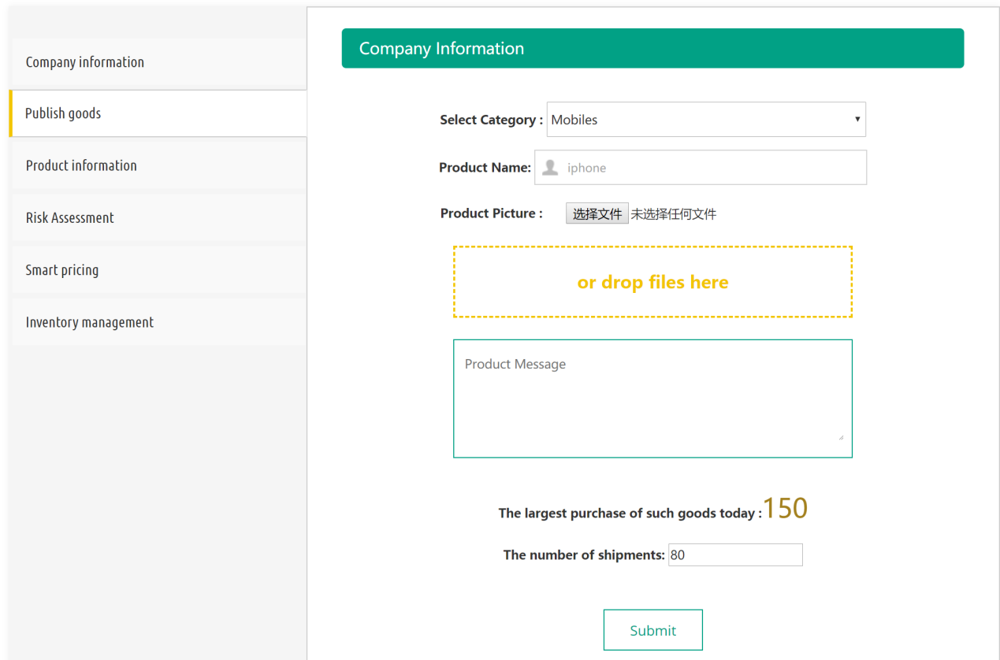 Company information
Publish goods
Product information
Risk Assessment
Smart pricing
Inventory management
Company Information
Select Category : Mobiles
Product Name: iphone
Product Picture : 选择文件 未选择任何文件
or drop files here
Product Message
The largest purchase of such goods today :150
The number of shipments: 80
Submit